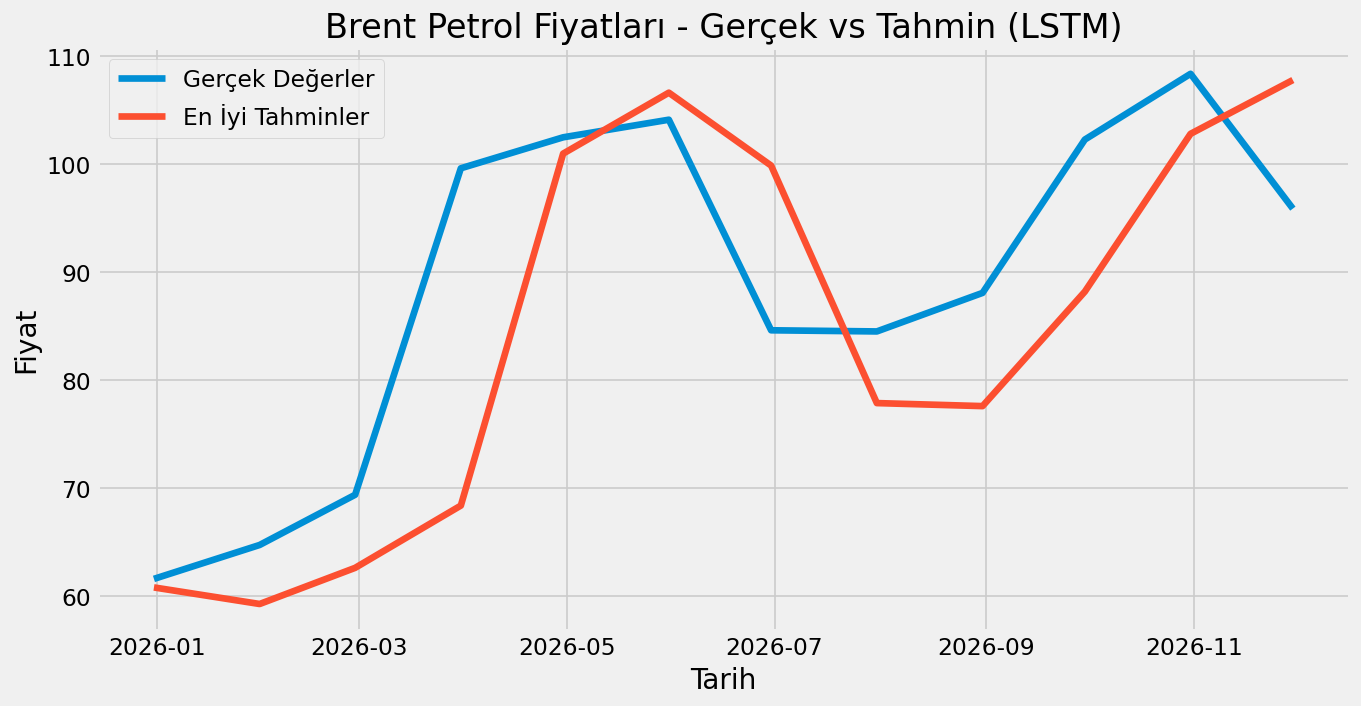 Brent Petrol Fiyatları - Gerçek vs Tahmin (LSTM)
Gerçek Değerler
En İyi Tahminler
110
100
90
80
70
60
Fiyat
2026-01 2026-03 2026-05 2026-07 2026-09 2026-11
Tarih